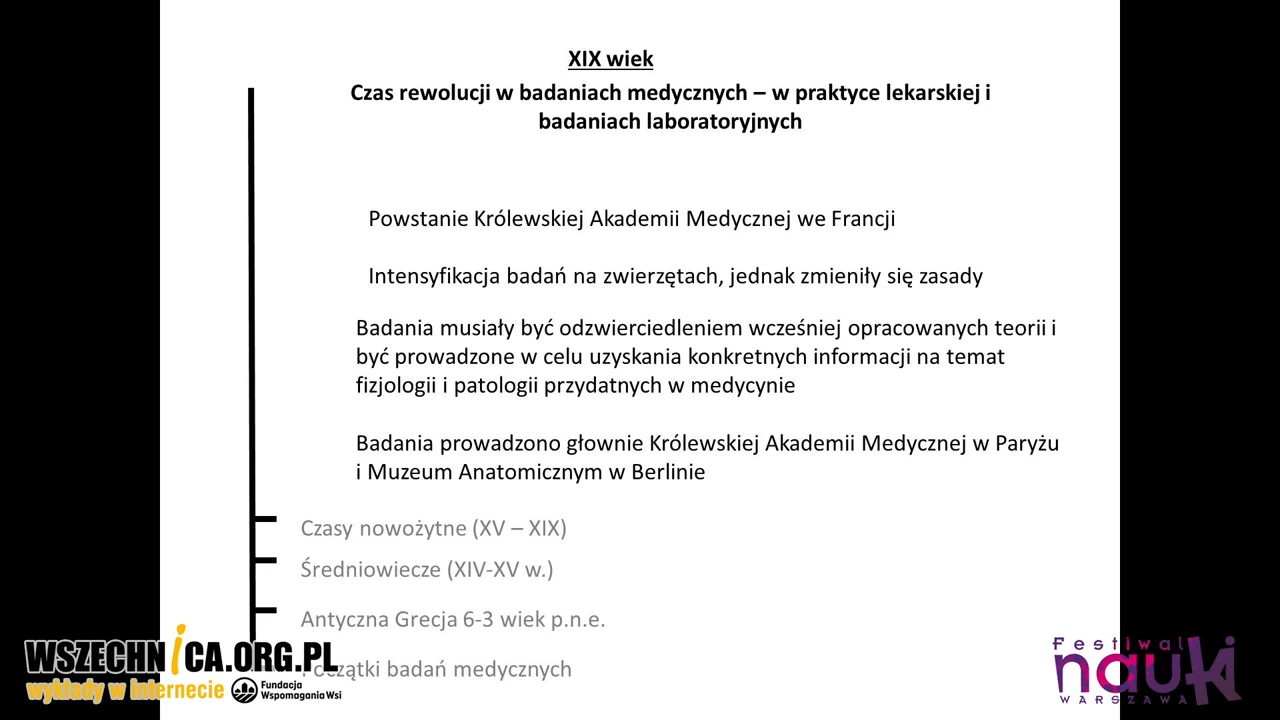 XIX wiek
Czas rewolucji w badaniach medycznych – w praktyce lekarskiej i
badaniach laboratoryjnych
Powstanie Królewskiej Akademii Medycznej we Francji
Intensyfikacja badań na zwierzętach, jednak zmieniły się zasady
Badania musiały być odzwierciedleniem wcześniej opracowanych teorii i
być prowadzone w celu uzyskania konkretnych informacji na temat
fizjologii i patologii przydatnych w medycynie
Badania prowadzono głownie Królewskiej Akademii Medycznej w Paryżu
i Muzeum Anatomicznym w Berlinie
Czasy nowożytne (XV – XIX)
Średniowiecze (XIV-XV w.)
Antyczna Grecja 6-3 wiek p.n.e.
Początki badań medycznych
WSZECHNiCA.ORG.PL
wykłady w internecie
Fundacja
Wspomagania Wsi
Festiwal
nauki
WARSZAWA